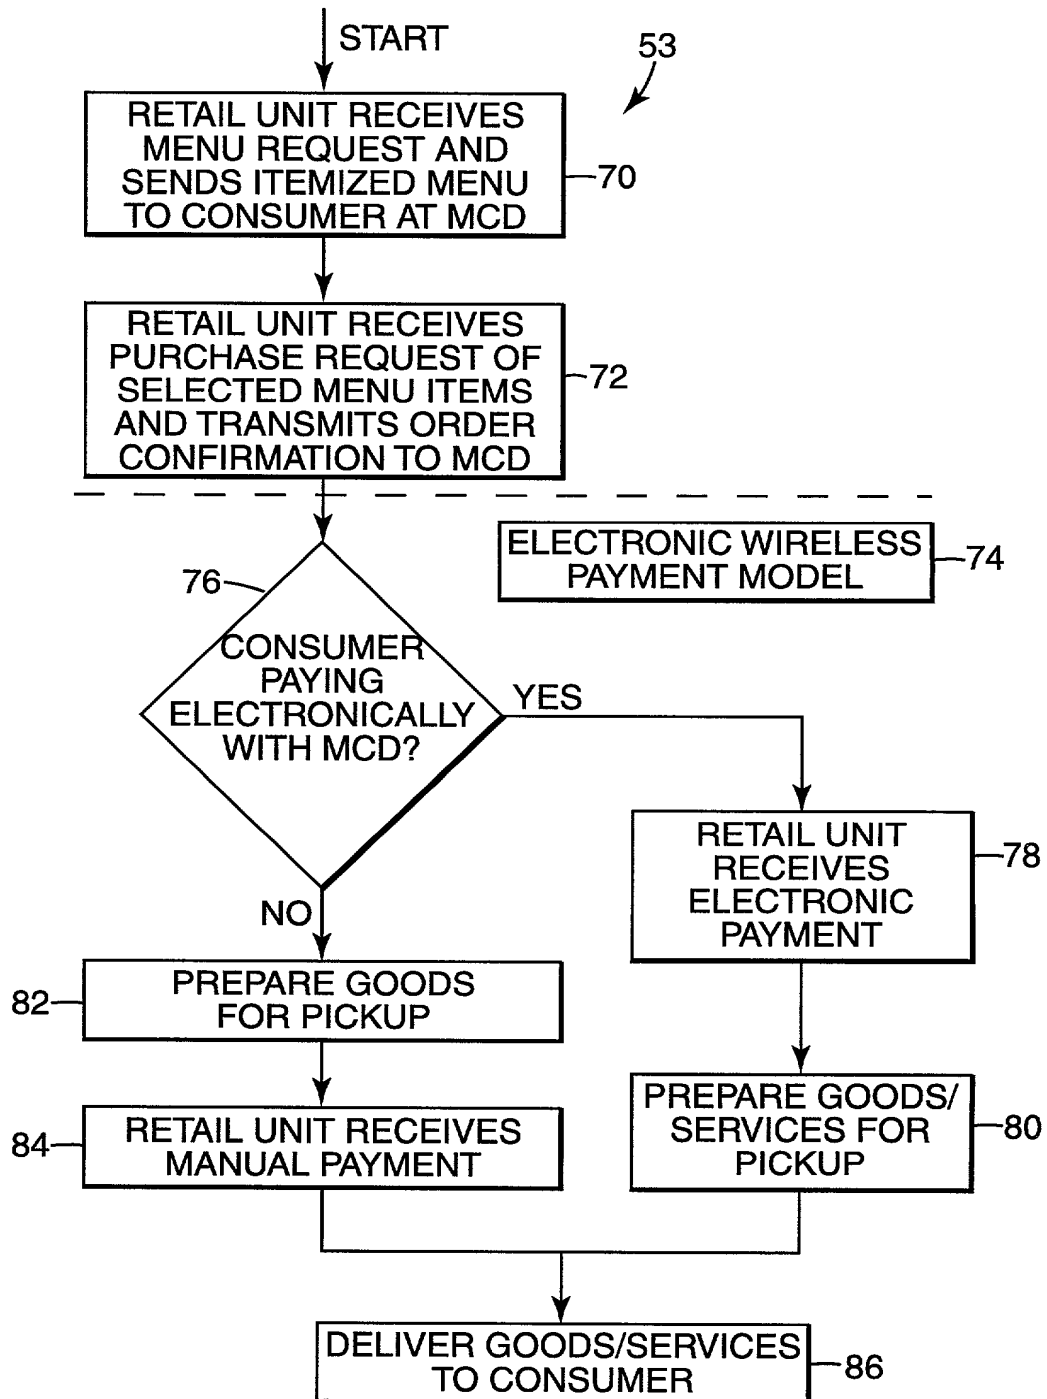 START
53
RETAIL UNIT RECEIVES
MENU REQUEST AND
SENDS ITEMIZED MENU
TO CONSUMER AT MCD
70
RETAIL UNIT RECEIVES
PURCHASE REQUEST OF
SELECTED MENU ITEMS
AND TRANSMITS ORDER
CONFIRMATION TO MCD
72
ELECTRONIC WIRELESS
PAYMENT MODEL
74
76
CONSUMER
PAYING
ELECTRONICALLY
WITH MCD?
YES
RETAIL UNIT
RECEIVES
ELECTRONIC
PAYMENT
78
NO
PREPARE GOODS
FOR PICKUP
82
PREPARE GOODS/
SERVICES FOR
PICKUP
80
RETAIL UNIT RECEIVES
MANUAL PAYMENT
84
DELIVER GOODS/SERVICES
TO CONSUMER
86